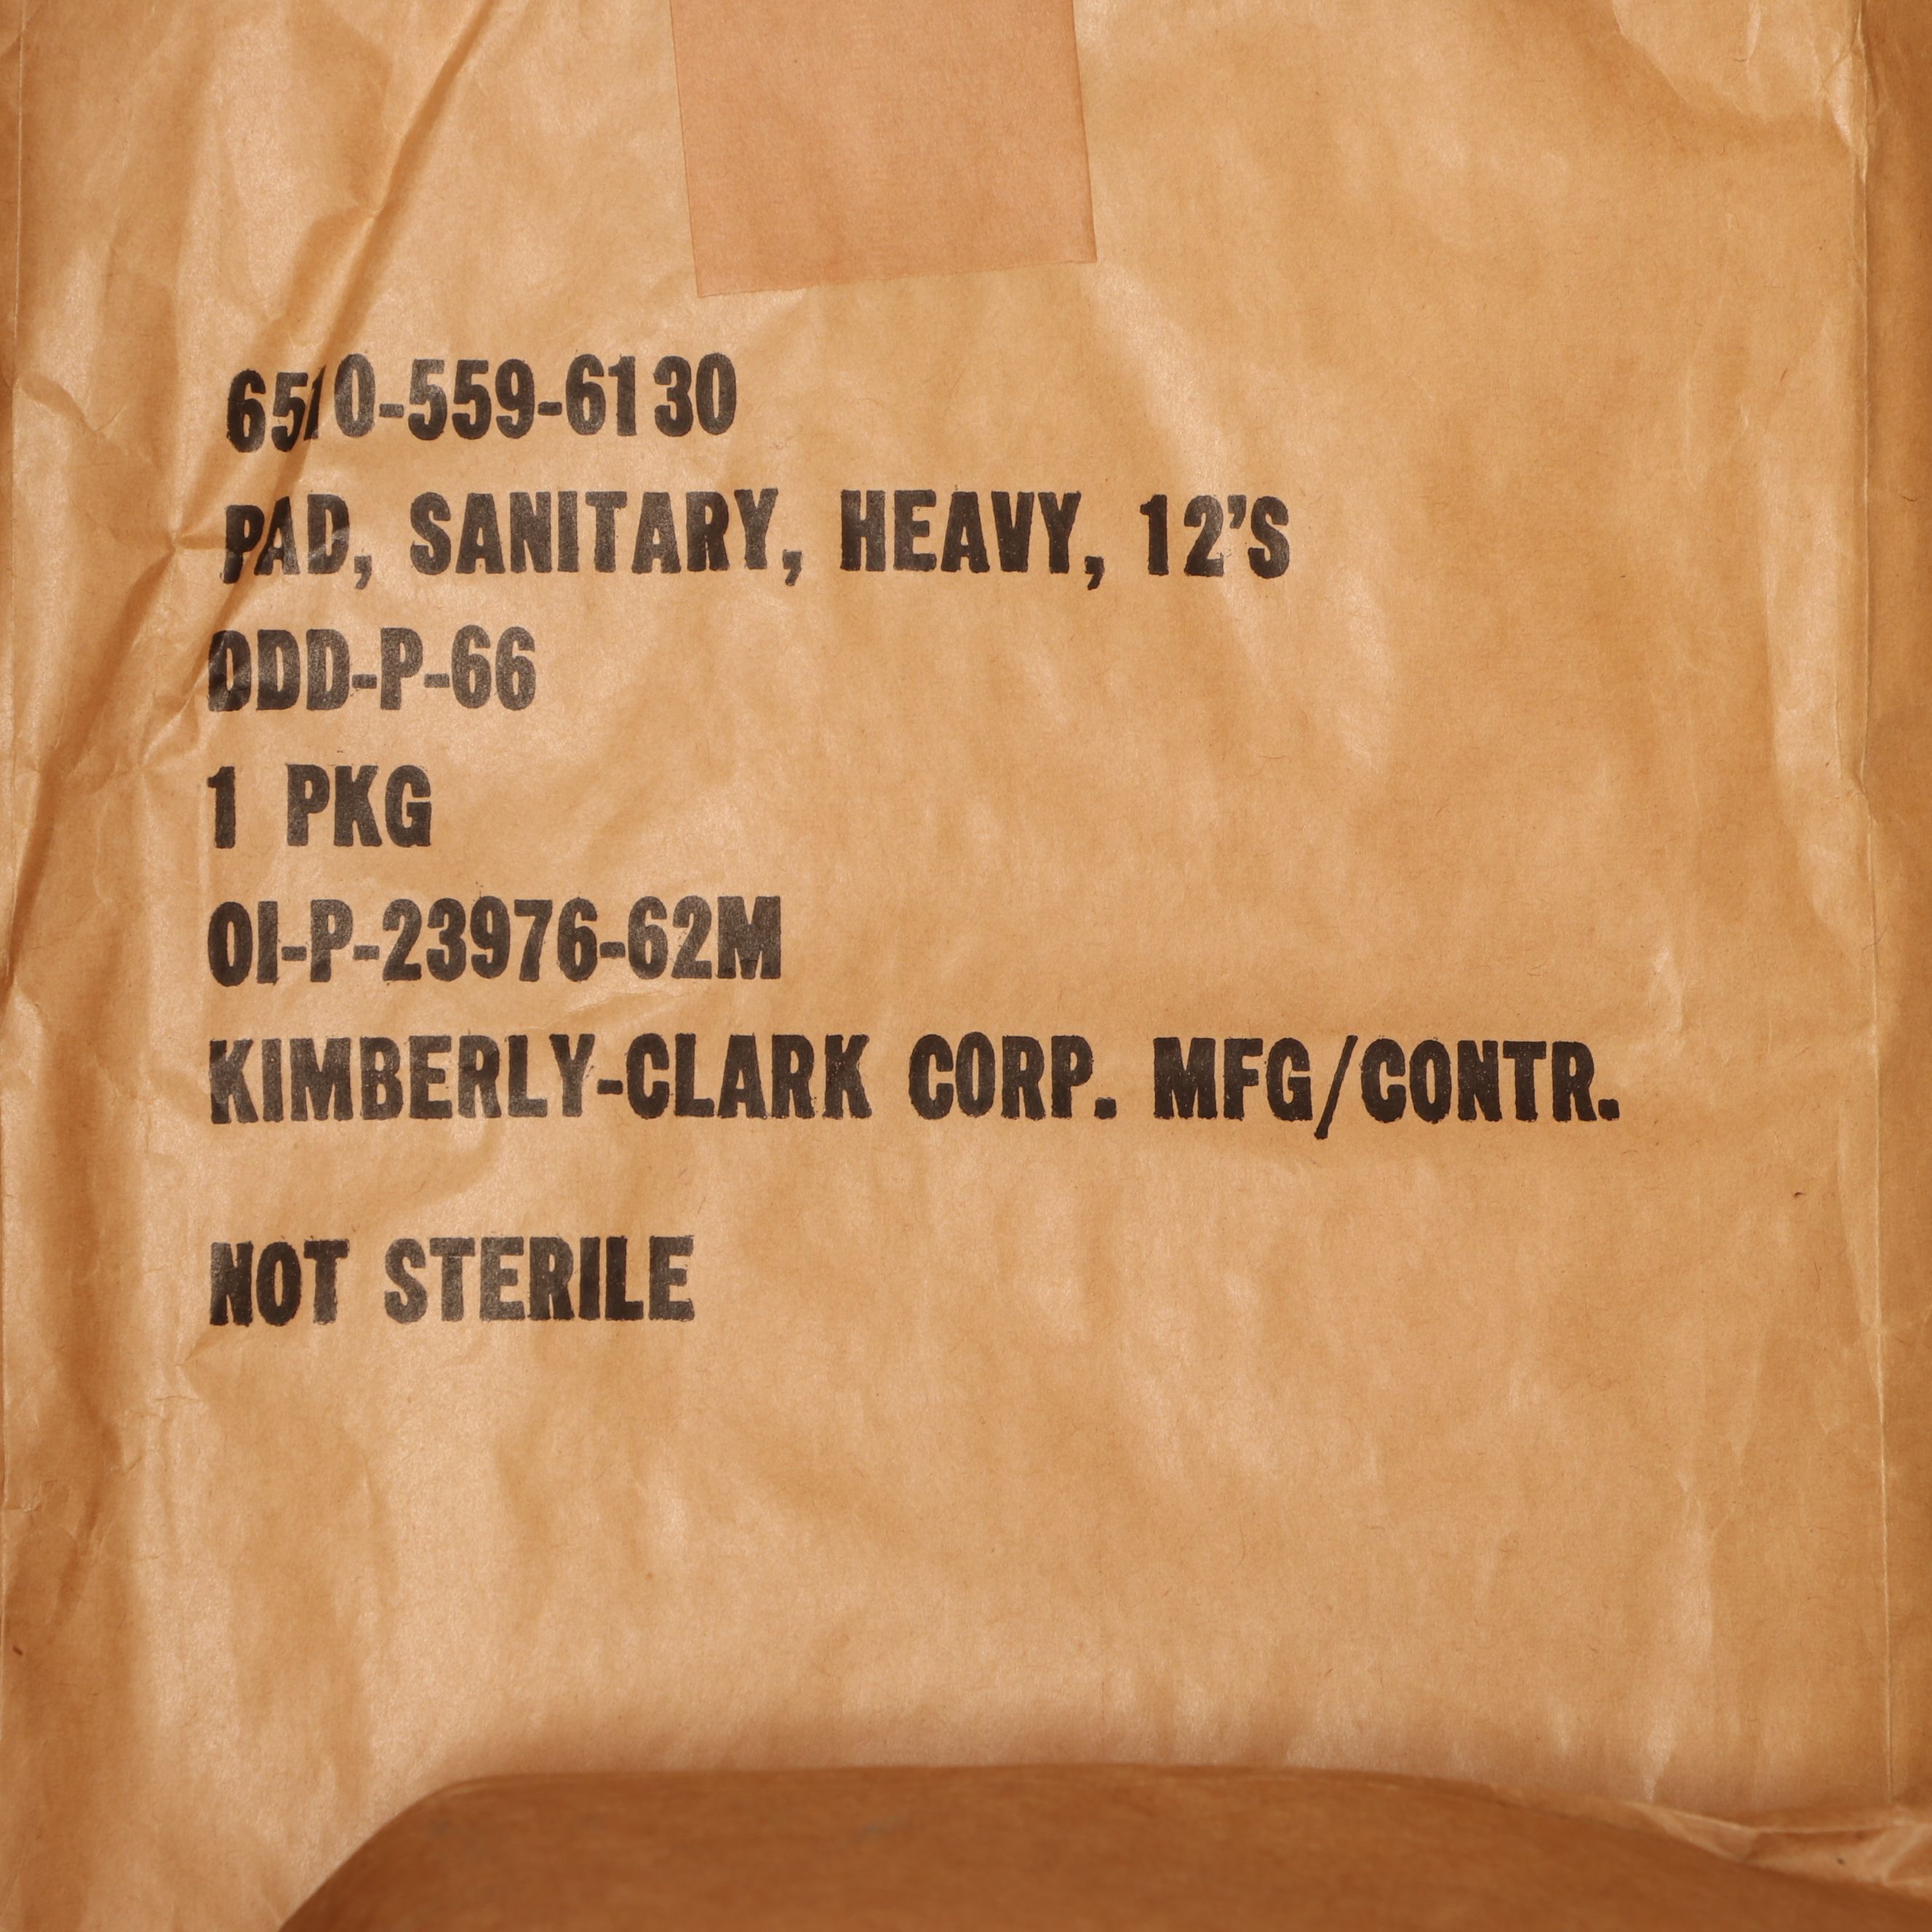 6510-559-6130
PAD, SANITARY, HEAVY, 12'S
DDD-P-66
1 PKG
OI-P-23976-62M
KIMBERLY-CLARK CORP. MFG/CONTR.
NOT STERILE